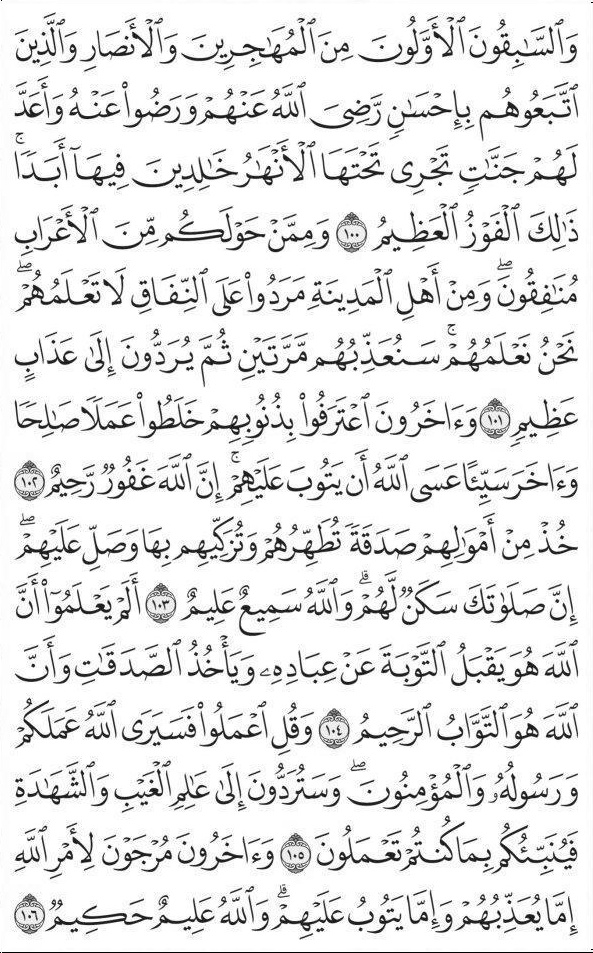 وَٱلسَّٰبِقُونَ ٱلْأَوَّلُونَ مِنَ ٱلْمُهَٰجِرِينَ وَٱلْأَنصَارِ وَٱلَّذِينَ
ٱتَّبَعُوهُم بِإِحْسَٰنٍ رَّضِىَ ٱللَّهُ عَنْهُمْ وَرَضُوا۟ عَنْهُ وَأَعَدَّ
لَهُمْ جَنَّٰتٍ تَجْرِى تَحْتَهَا ٱلْأَنْهَٰرُ خَٰلِدِينَ فِيهَآ أَبَدًا ۚ
ذَٰلِكَ ٱلْفَوْزُ ٱلْعَظِيمُ ١٠٠ وَمِمَّنْ حَوْلَكُم مِّنَ ٱلْأَعْرَابِ
مُنَٰفِقُونَ ۖ وَمِنْ أَهْلِ ٱلْمَدِينَةِ مَرَدُوا۟ عَلَى ٱلنِّفَاقِ لَا تَعْلَمُهُمْ ۖ
نَحْنُ نَعْلَمُهُمْ ۚ سَنُعَذِّبُهُم مَّرَّتَيْنِ ثُمَّ يُرَدُّونَ إِلَىٰ عَذَابٍ
عَظِيمٍ ١٠١ وَءَاخَرُونَ ٱعْتَرَفُوا۟ بِذُنُوبِهِمْ خَلَطُوا۟ عَمَلًا صَٰلِحًا
وَءَاخَرَ سَيِّئًا عَسَى ٱللَّهُ أَن يَتُوبَ عَلَيْهِمْ ۚ إِنَّ ٱللَّهَ غَفُورٌ رَّحِيمٌ ١٠٢
خُذْ مِنْ أَمْوَٰلِهِمْ صَدَقَةً تُطَهِّرُهُمْ وَتُزَكِّيهِم بِهَا وَصَلِّ عَلَيْهِمْ ۖ
إِنَّ صَلَوٰتَكَ سَكَنٌ لَّهُمْ ۗ وَٱللَّهُ سَمِيعٌ عَلِيمٌ ١٠٣ أَلَمْ يَعْلَمُوٓا۟ أَنَّ
ٱللَّهَ هُوَ يَقْبَلُ ٱلتَّوْبَةَ عَنْ عِبَادِهِۦ وَيَأْخُذُ ٱلصَّدَقَٰتِ وَأَنَّ
ٱللَّهَ هُوَ ٱلتَّوَّابُ ٱلرَّحِيمُ ١٠٤ وَقُلِ ٱعْمَلُوا۟ فَسَيَرَى ٱللَّهُ عَمَلَكُمْ
وَرَسُولُهُۥ وَٱلْمُؤْمِنُونَ ۖ وَسَتُرَدُّونَ إِلَىٰ عَٰلِمِ ٱلْغَيْبِ وَٱلشَّهَٰدَةِ
فَيُنَبِّئُكُم بِمَا كُنتُمْ تَعْمَلُونَ ١٠٥ وَءَاخَرُونَ مُرْجَوْنَ لِأَمْرِ ٱللَّهِ
إِمَّا يُعَذِّبُهُمْ وَإِمَّا يَتُوبُ عَلَيْهِمْ ۗ وَٱللَّهُ عَلِيمٌ حَكِيمٌ ١٠٦